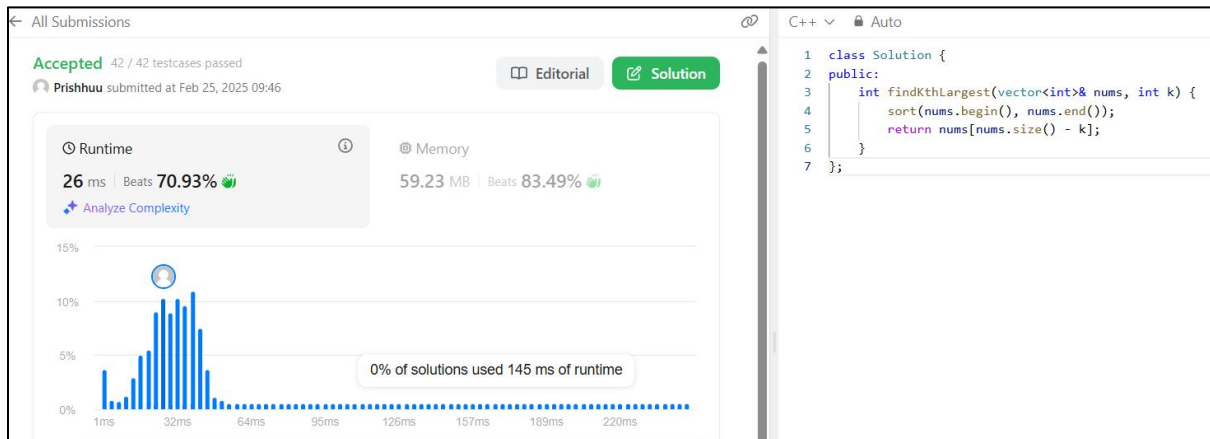 ← All Submissions
Accepted 42 / 42 testcases passed
Editorial
Solution
Prishhuu submitted at Feb 25, 2025 09:46
Runtime
26 ms | Beats 70.93%
Analyze Complexity
Memory
59.23 MB | Beats 83.49%
15%
10%
5%
0%
0% of solutions used 145 ms of runtime
1ms 32ms 64ms 95ms 126ms 157ms 189ms 220ms
C++ Auto
1 class Solution {
2 public:
3     int findKthLargest(vector<int>& nums, int k) {
4         sort(nums.begin(), nums.end());
5         return nums[nums.size() - k];
6     }
7 };